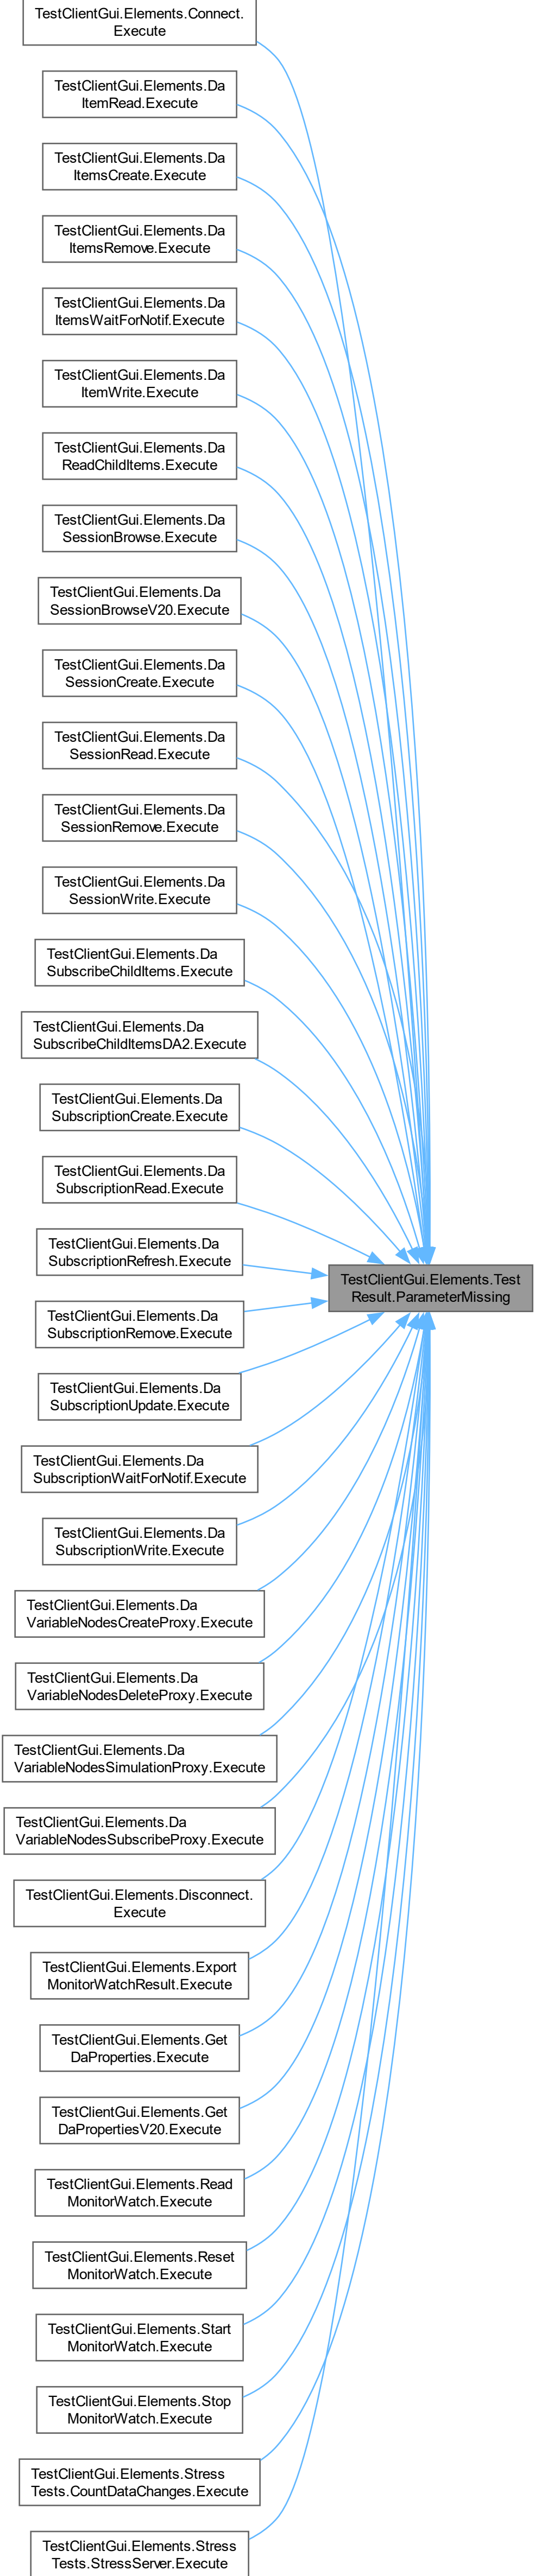 TestClientGui.Elements.Connect.
Execute
TestClientGui.Elements.Da
ItemRead.Execute
TestClientGui.Elements.Da
ItemsCreate.Execute
TestClientGui.Elements.Da
ItemsRemove.Execute
TestClientGui.Elements.Da
ItemsWaitForNotif.Execute
TestClientGui.Elements.Da
ItemWrite.Execute
TestClientGui.Elements.Da
ReadChildItems.Execute
TestClientGui.Elements.Da
SessionBrowse.Execute
TestClientGui.Elements.Da
SessionBrowseV20.Execute
TestClientGui.Elements.Da
SessionCreate.Execute
TestClientGui.Elements.Da
SessionRead.Execute
TestClientGui.Elements.Da
SessionRemove.Execute
TestClientGui.Elements.Da
SessionWrite.Execute
TestClientGui.Elements.Da
SubscribeChildItems.Execute
TestClientGui.Elements.Da
SubscribeChildItemsDA2.Execute
TestClientGui.Elements.Da
SubscriptionCreate.Execute
TestClientGui.Elements.Da
SubscriptionRead.Execute
TestClientGui.Elements.Da
SubscriptionRefresh.Execute
TestClientGui.Elements.Test
Result.ParameterMissing
TestClientGui.Elements.Da
SubscriptionRemove.Execute
TestClientGui.Elements.Da
SubscriptionUpdate.Execute
TestClientGui.Elements.Da
SubscriptionWaitForNotif.Execute
TestClientGui.Elements.Da
SubscriptionWrite.Execute
TestClientGui.Elements.Da
VariableNodesCreateProxy.Execute
TestClientGui.Elements.Da
VariableNodesDeleteProxy.Execute
TestClientGui.Elements.Da
VariableNodesSimulationProxy.Execute
TestClientGui.Elements.Da
VariableNodesSubscribeProxy.Execute
TestClientGui.Elements.Disconnect.
Execute
TestClientGui.Elements.Export
MonitorWatchResult.Execute
TestClientGui.Elements.Get
DaProperties.Execute
TestClientGui.Elements.Get
DaPropertiesV20.Execute
TestClientGui.Elements.Read
MonitorWatch.Execute
TestClientGui.Elements.Reset
MonitorWatch.Execute
TestClientGui.Elements.Start
MonitorWatch.Execute
TestClientGui.Elements.Stop
MonitorWatch.Execute
TestClientGui.Elements.Stress
Tests.CountDataChanges.Execute
TestClientGui.Elements.Stress
Tests.StressServer.Execute